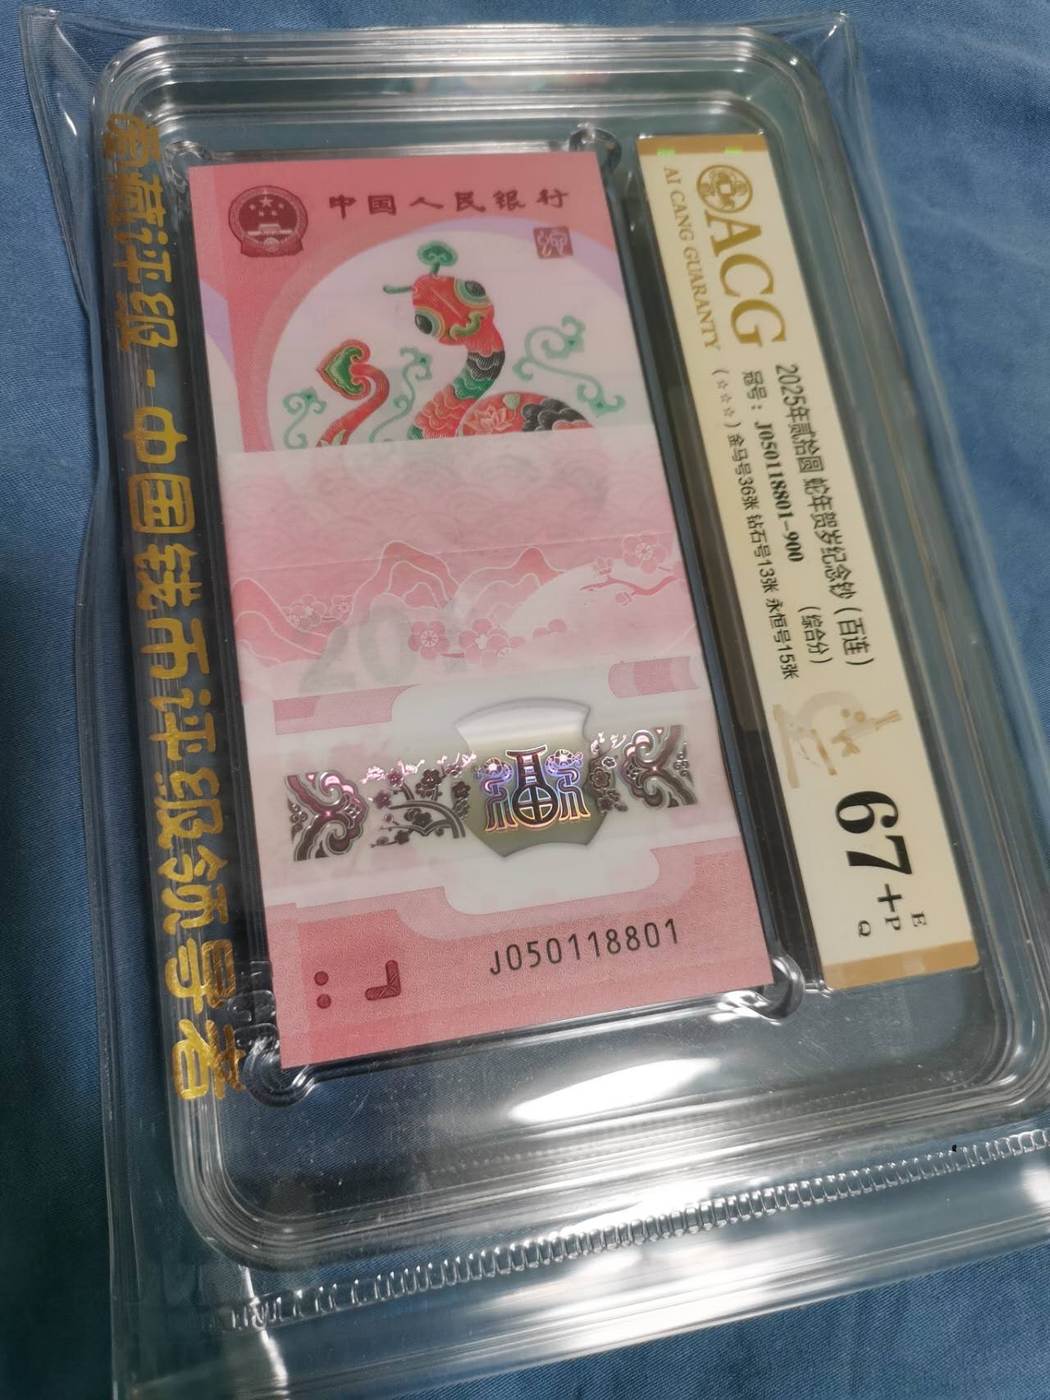 爱藏评级-中国钱币评级领导者
中国人民银行
J050118801
ACG
AI CANG GUARANTY
2025年贰拾圆 蛇年贺岁纪念钞（百连）
冠号：J050118801-900 （综合分）
（☆☆☆）金马号36张 钻石号13张 永恒号15张
67+
E
P
Q